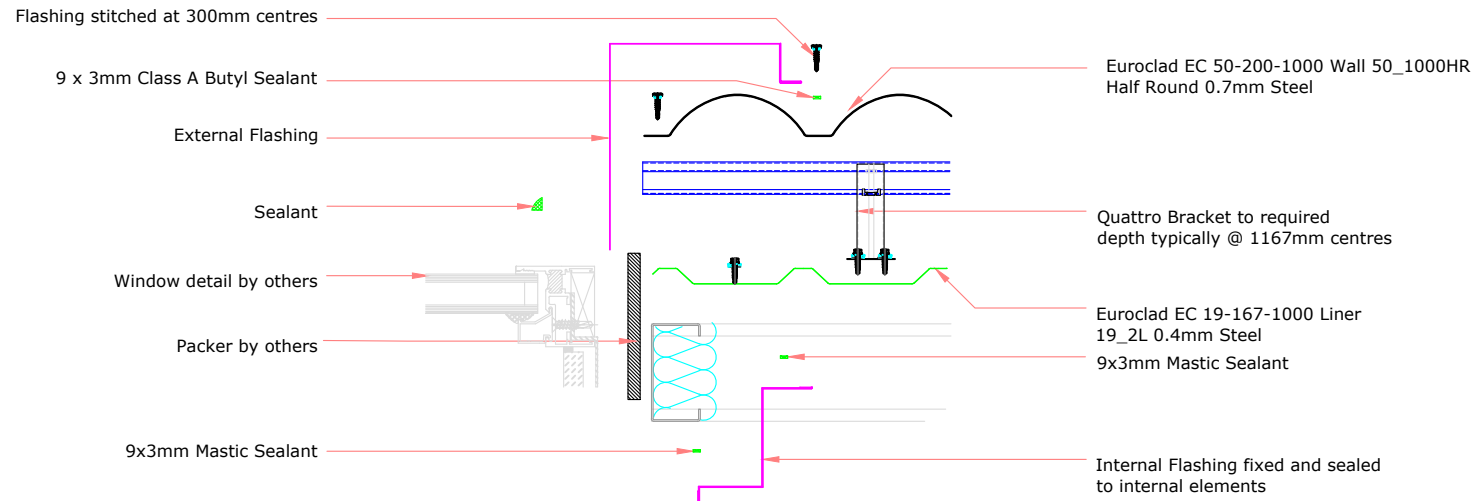 Flashing stitched at 300mm centres
9 x 3mm Class A Butyl Sealant
External Flashing
Sealant
Window detail by others
Packer by others
9x3mm Mastic Sealant
Euroclad EC 50-200-1000 Wall 50_1000HR
Half Round 0.7mm Steel
Quattro Bracket to required
depth typically @ 1167mm centres
Euroclad EC 19-167-1000 Liner
19_2L 0.4mm Steel
9x3mm Mastic Sealant
Internal Flashing fixed and sealed
to internal elements